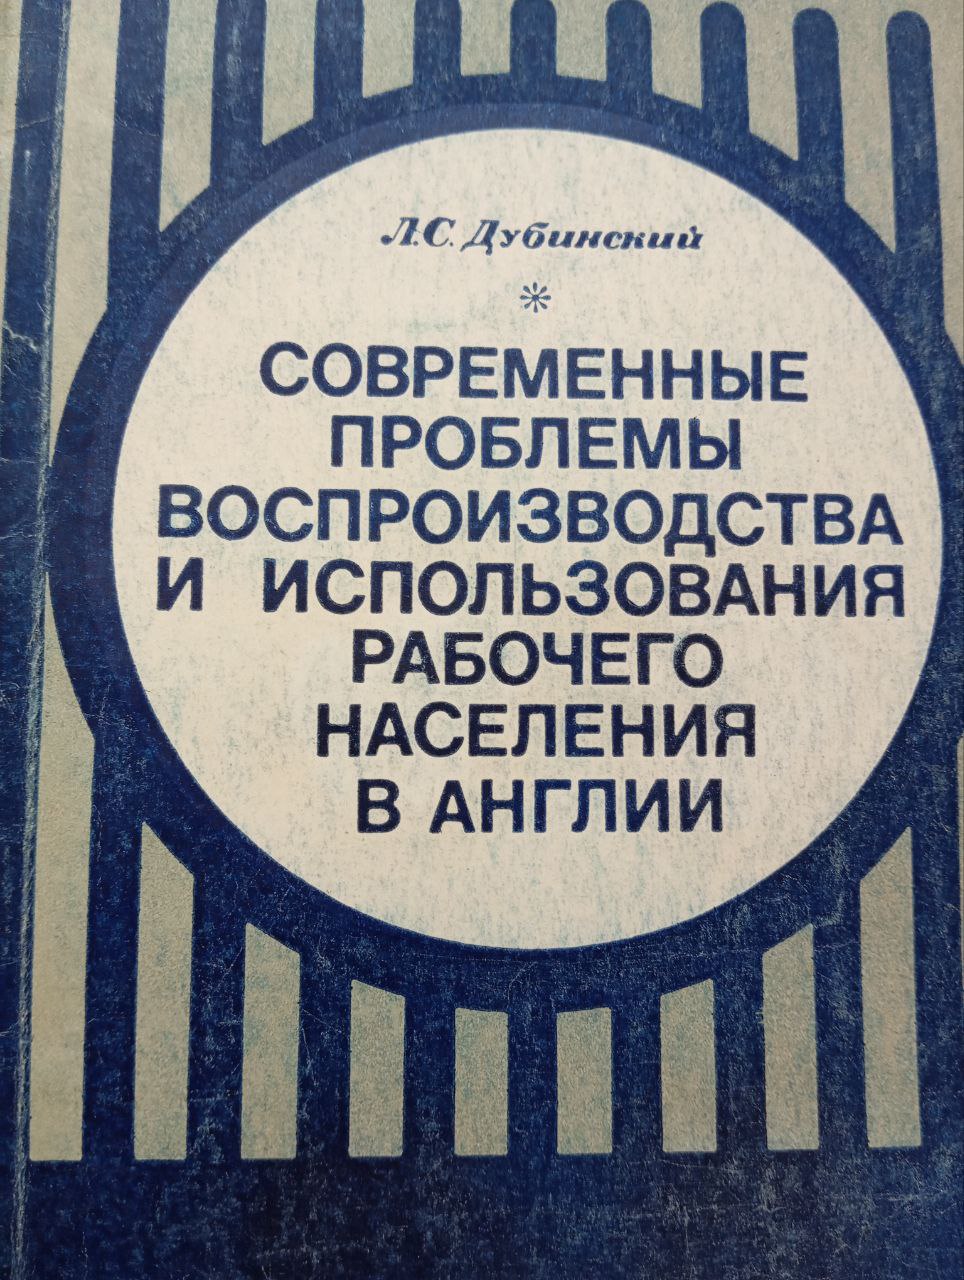 Л.С. Дубинский
СОВРЕМЕННЫЕ
ПРОБЛЕМЫ
ВОСПРОИЗВОДСТВА
И ИСПОЛЬЗОВАНИЯ
РАБОЧЕГО
НАСЕЛЕНИЯ
В АНГЛИИ